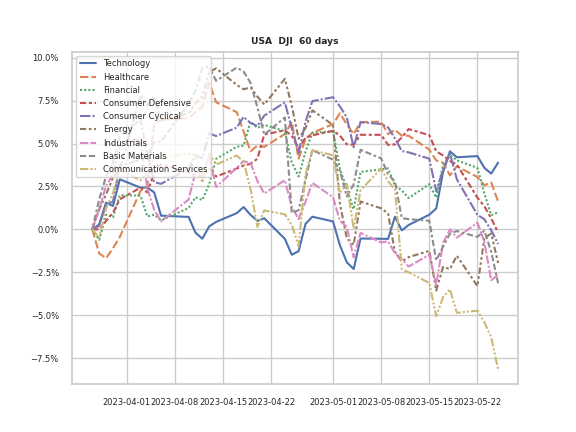 USA DJI 60 days
10.0%
7.5%
5.0%
2.5%
0.0%
−2.5%
−5.0%
−7.5%
Technology
Healthcare
Financial
Consumer Defensive
Consumer Cyclical
Energy
Industrials
Basic Materials
Communication Services
2023-04-01 2023-04-08 2023-04-15 2023-04-22 2023-05-01 2023-05-08 2023-05-15 2023-05-22